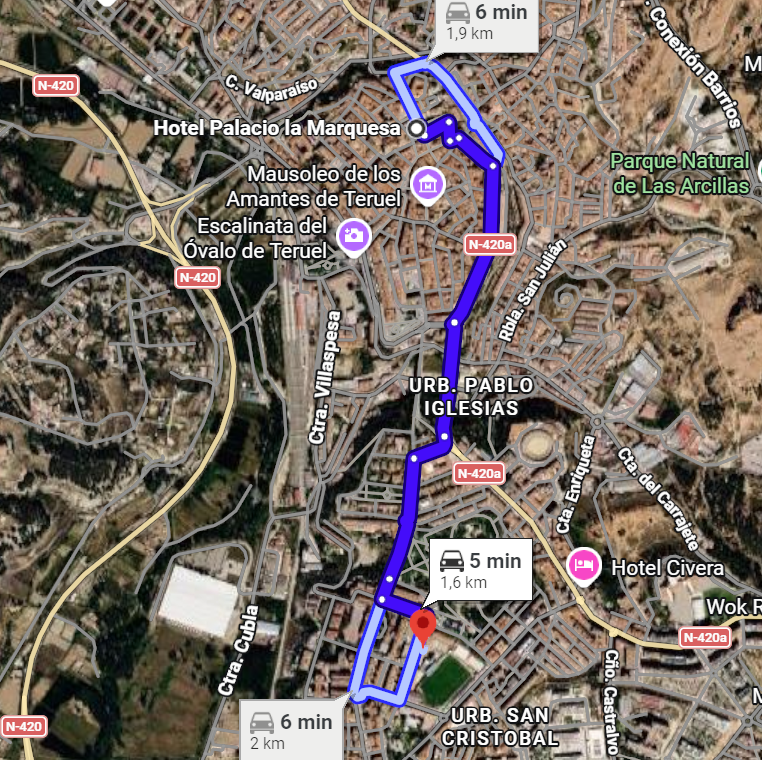 6 min
1,9 km
C. Valparaíso
Conexión Barrios
N-420
Hotel Palacio la Marquesa
Parque Natural
de Las Arcillas
Mausoleo de los
Amantes de Teruel
Escalinata del
Óvalo de Teruel
N-420a
N-420
Rbla. San Julián
Ctra. Villaspesa
URB. PABLO
IGLESIAS
N-420a
Cta. Enriqueta
Cta. del Carrajete
5 min
1,6 km
Hotel Civera
Wok R
Ctra. Cubla
N-420a
Cño. Castralvo
6 min
2 km
URB. SAN
CRISTOBAL
N-420